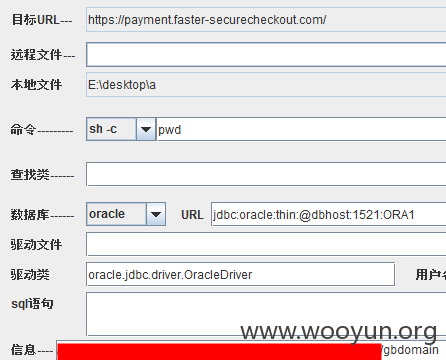 目标URL--- https://payment.faster-securecheckout.com/
远程文件---
本地文件 E:\desktop\a
命令--------- sh -c pwd
查找类------
数据库------ oracle URL jdbc:oracle:thin:@dbhost:1521:ORA1
驱动文件
驱动类 oracle.jdbc.driver.OracleDriver 用户
sql语句
www.wooyun.org
信息---- /gbdomain